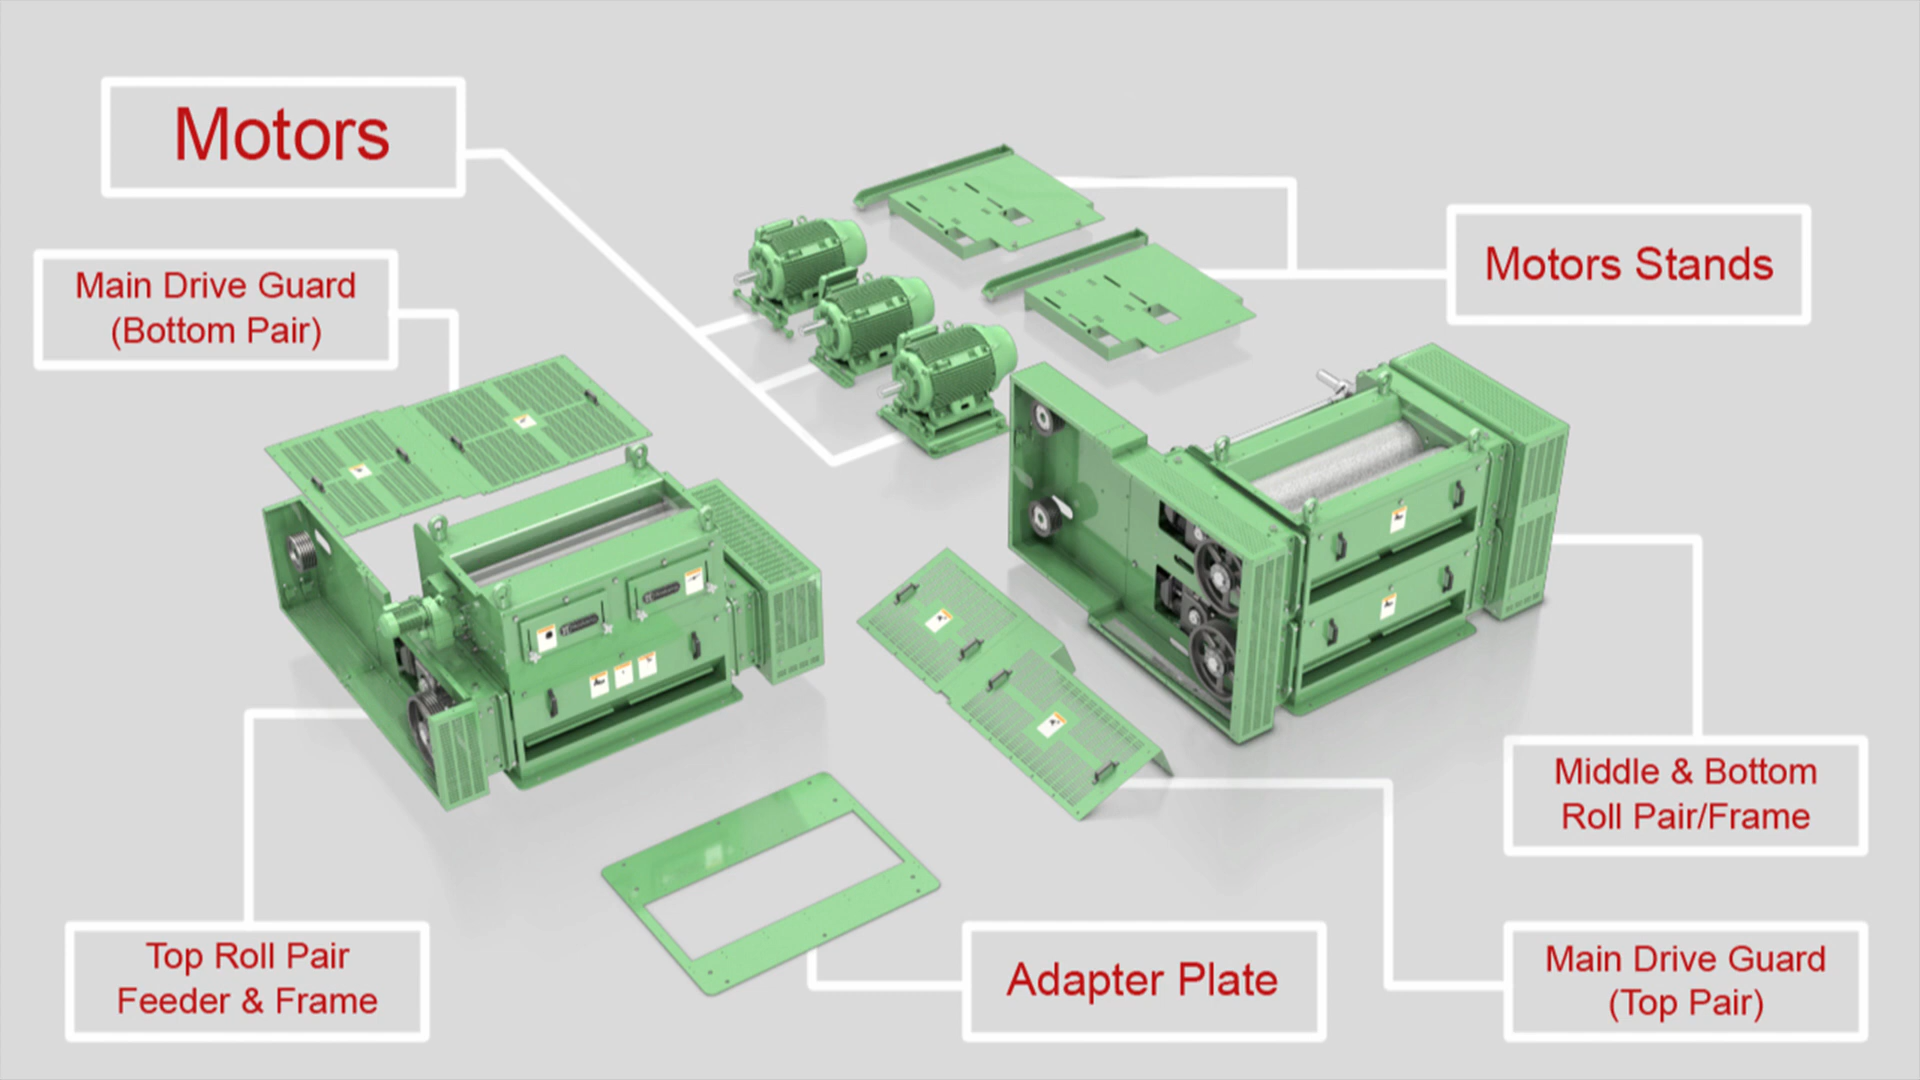 Motors
Main Drive Guard
(Bottom Pair)
Motors Stands
Middle & Bottom
Roll Pair/Frame
Top Roll Pair
Feeder & Frame
Adapter Plate
Main Drive Guard
(Top Pair)